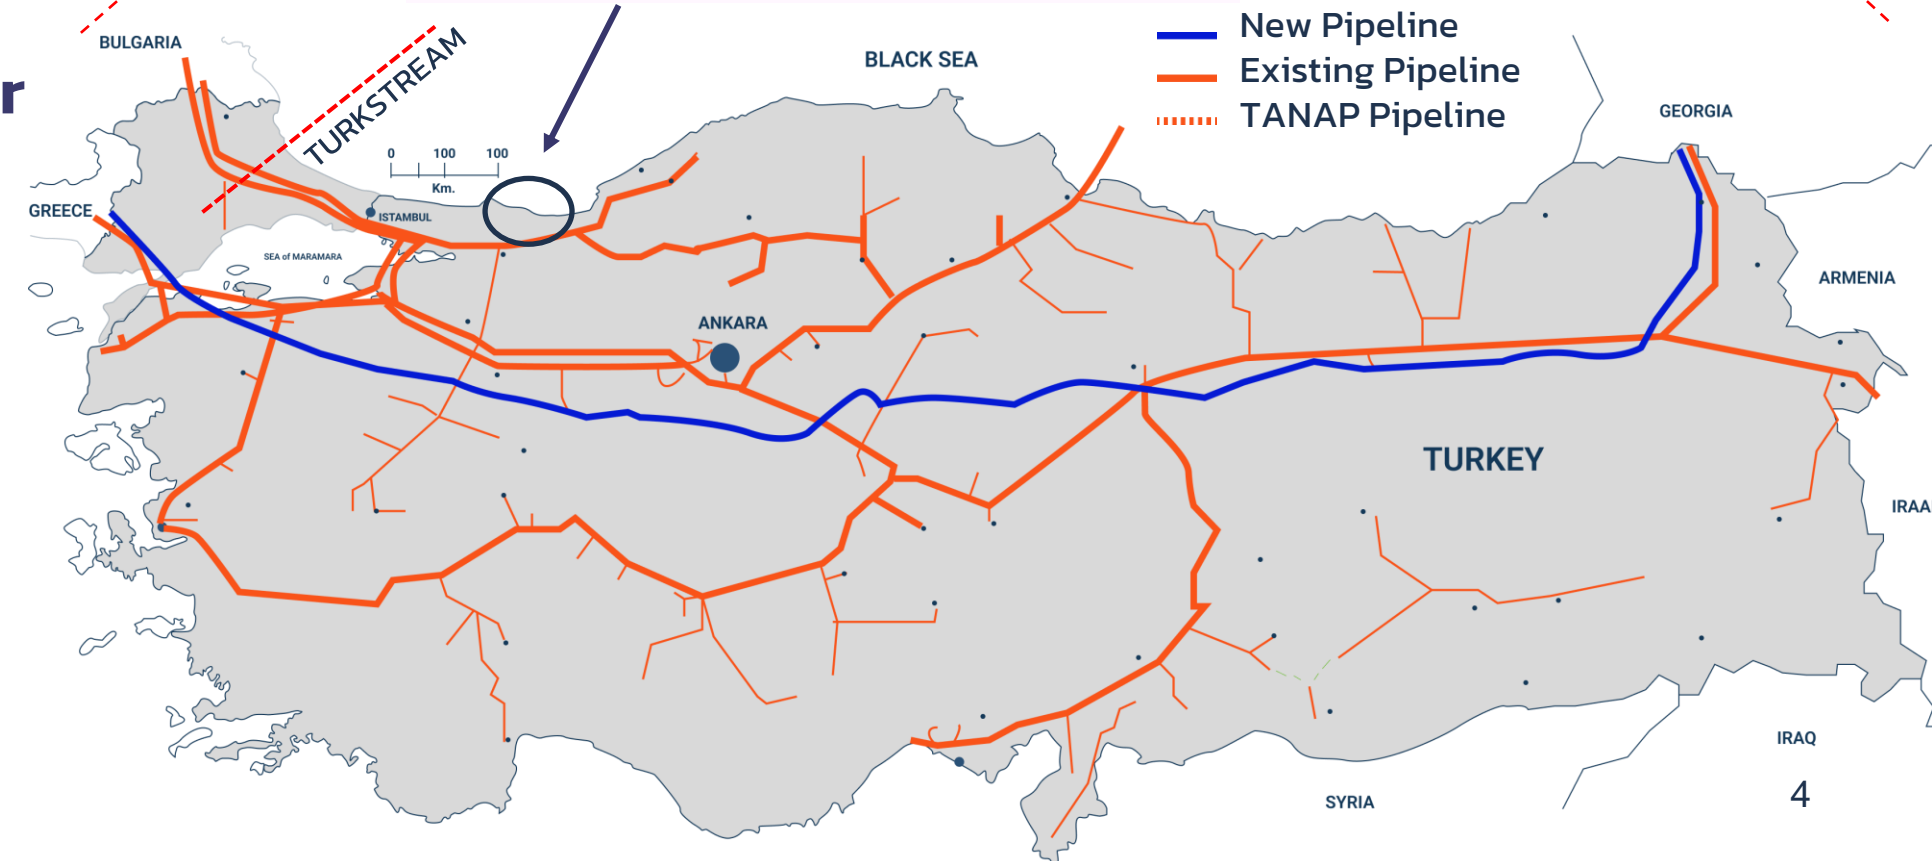 r
BULGARIA
TURKSTREAM
BLACK SEA
New Pipeline
Existing Pipeline
TANAP Pipeline
GEORGIA
0 100 100
Km.
GREECE
ISTAMBUL
SEA of MARAMARA
ARMENIA
ANKARA
TURKEY
IRAA
IRAQ
SYRIA
4